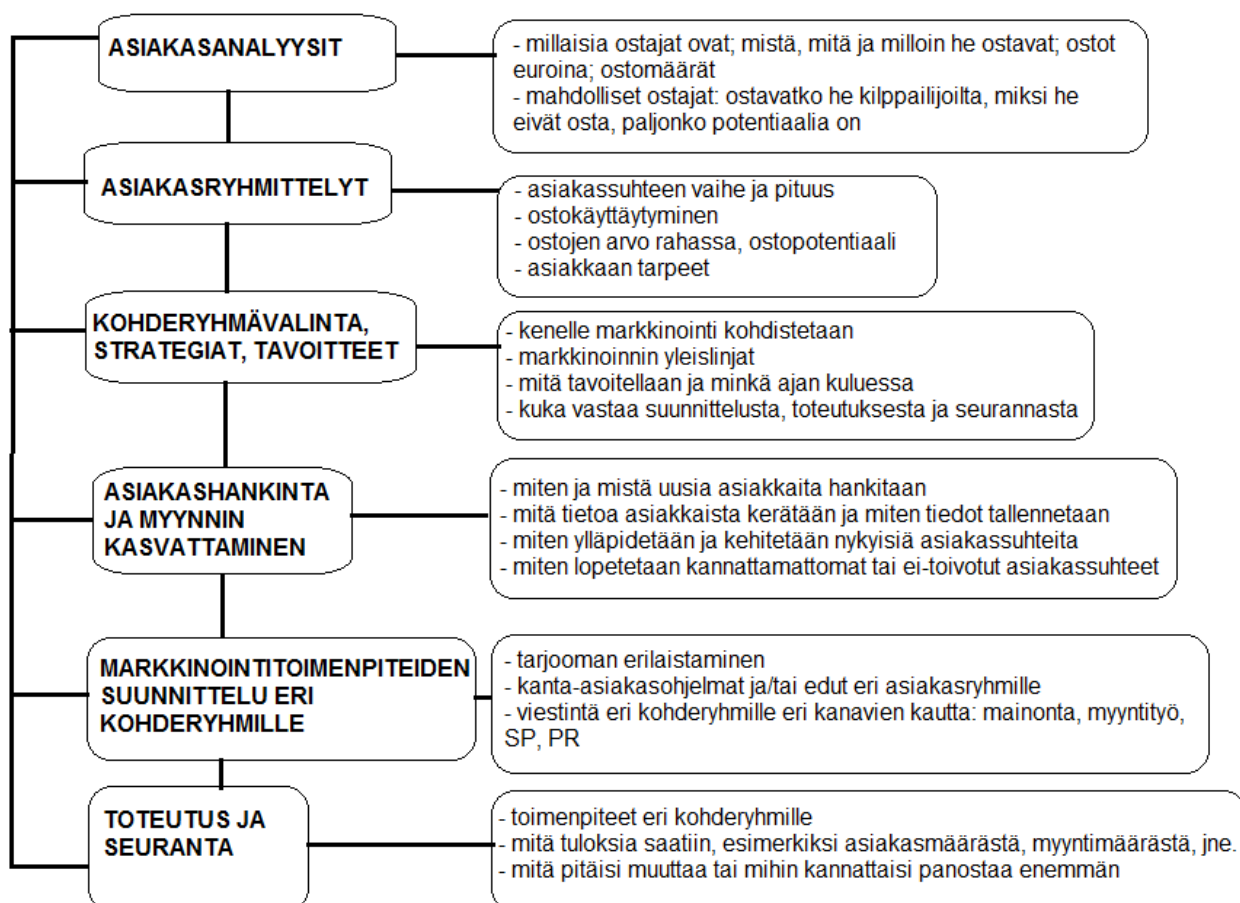 ASIAKASANALYYSIT
- millaisia ostajat ovat; mistä, mitä ja milloin he ostavat; ostot
euroina; ostomäärät
- mahdolliset ostajat: ostavatko he kilppailijoilta, miksi he
eivät osta, paljonko potentiaalia on
ASIAKASRYHMITTELYT
- asiakassuhteen vaihe ja pituus
- ostokäyttäytyminen
- ostojen arvo rahassa, ostopotentiaali
- asiakkaan tarpeet
KOHDERYHMÄVALINTA,
STRATEGIAT, TAVOITTEET
- kenelle markkinointi kohdistetaan
- markkinoinnin yleislinjat
- mitä tavoitellaan ja minkä ajan kuluessa
- kuka vastaa suunnittelusta, toteutuksesta ja seurannasta
ASIAKASHANKINTA
JA MYYNNIN
KASVATTAMINEN
- miten ja mistä uusia asiakkaita hankitaan
- mitä tietoa asiakkaista kerätään ja miten tiedot tallennetaan
- miten ylläpidetään ja kehitetään nykyisiä asiakassuhteita
- miten lopetetaan kannattamattomat tai ei-toivotut asiakassuhteet
MARKKINOINTITOIMENPITEIDEN
SUUNNITTELU ERI
KOHDERYHMILLE
- tarjooman erilaistaminen
- kanta-asiakasohjelmat ja/tai edut eri asiakasryhmille
- viestintä eri kohderyhmille eri kanavien kautta: mainonta, myyntityö,
SP, PR
TOTEUTUS JA
SEURANTA
- toimenpiteet eri kohderyhmille
- mitä tuloksia saatiin, esimerkiksi asiakasmäärästä, myyntimäärästä, jne.
- mitä pitäisi muuttaa tai mihin kannattaisi panostaa enemmän